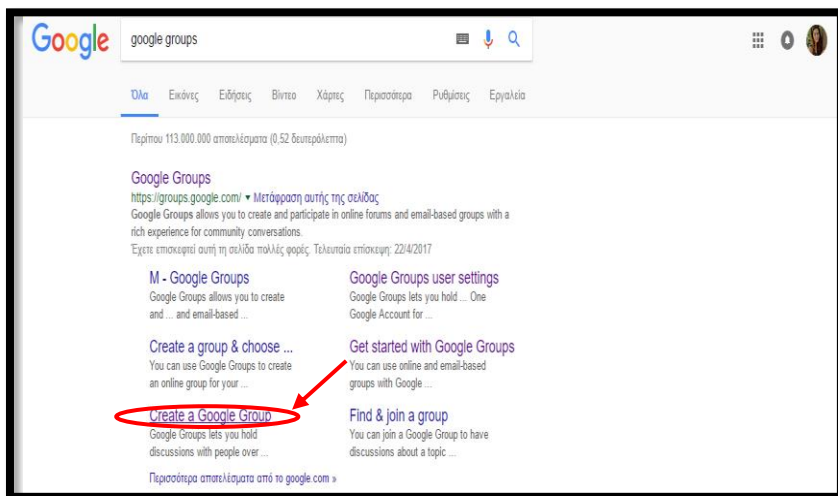 Google
google groups
Όλα Εικόνες Ειδήσεις Βίντεο Χάρτες Περισσότερα Ρυθμίσεις Εργαλεία
Περίπου 113.000.000 αποτελέσματα (0,52 δευτερόλεπτα)
Google Groups
https://groups.google.com/ ▾ Μετάφραση αυτής της σελίδας
Google Groups allows you to create and participate in online forums and email-based groups with a
rich experience for community conversations.
Έχετε επισκεφτεί αυτή τη σελίδα πολλές φορές. Τελευταία επίσκεψη: 22/4/2017
M - Google Groups
Google Groups allows you to create
and ... and email-based ...
Google Groups user settings
Google Groups lets you hold ... One
Google Account for ...
Create a group & choose ...
You can use Google Groups to create
an online group for your ...
Get started with Google Groups
You can use online and email-based
groups with Google ...
Create a Google Group
Google Groups lets you hold
discussions with people over ...
Find & join a group
You can join a Google Group to have
discussions about a topic ...
Περισσότερα αποτελέσματα από το google.com »